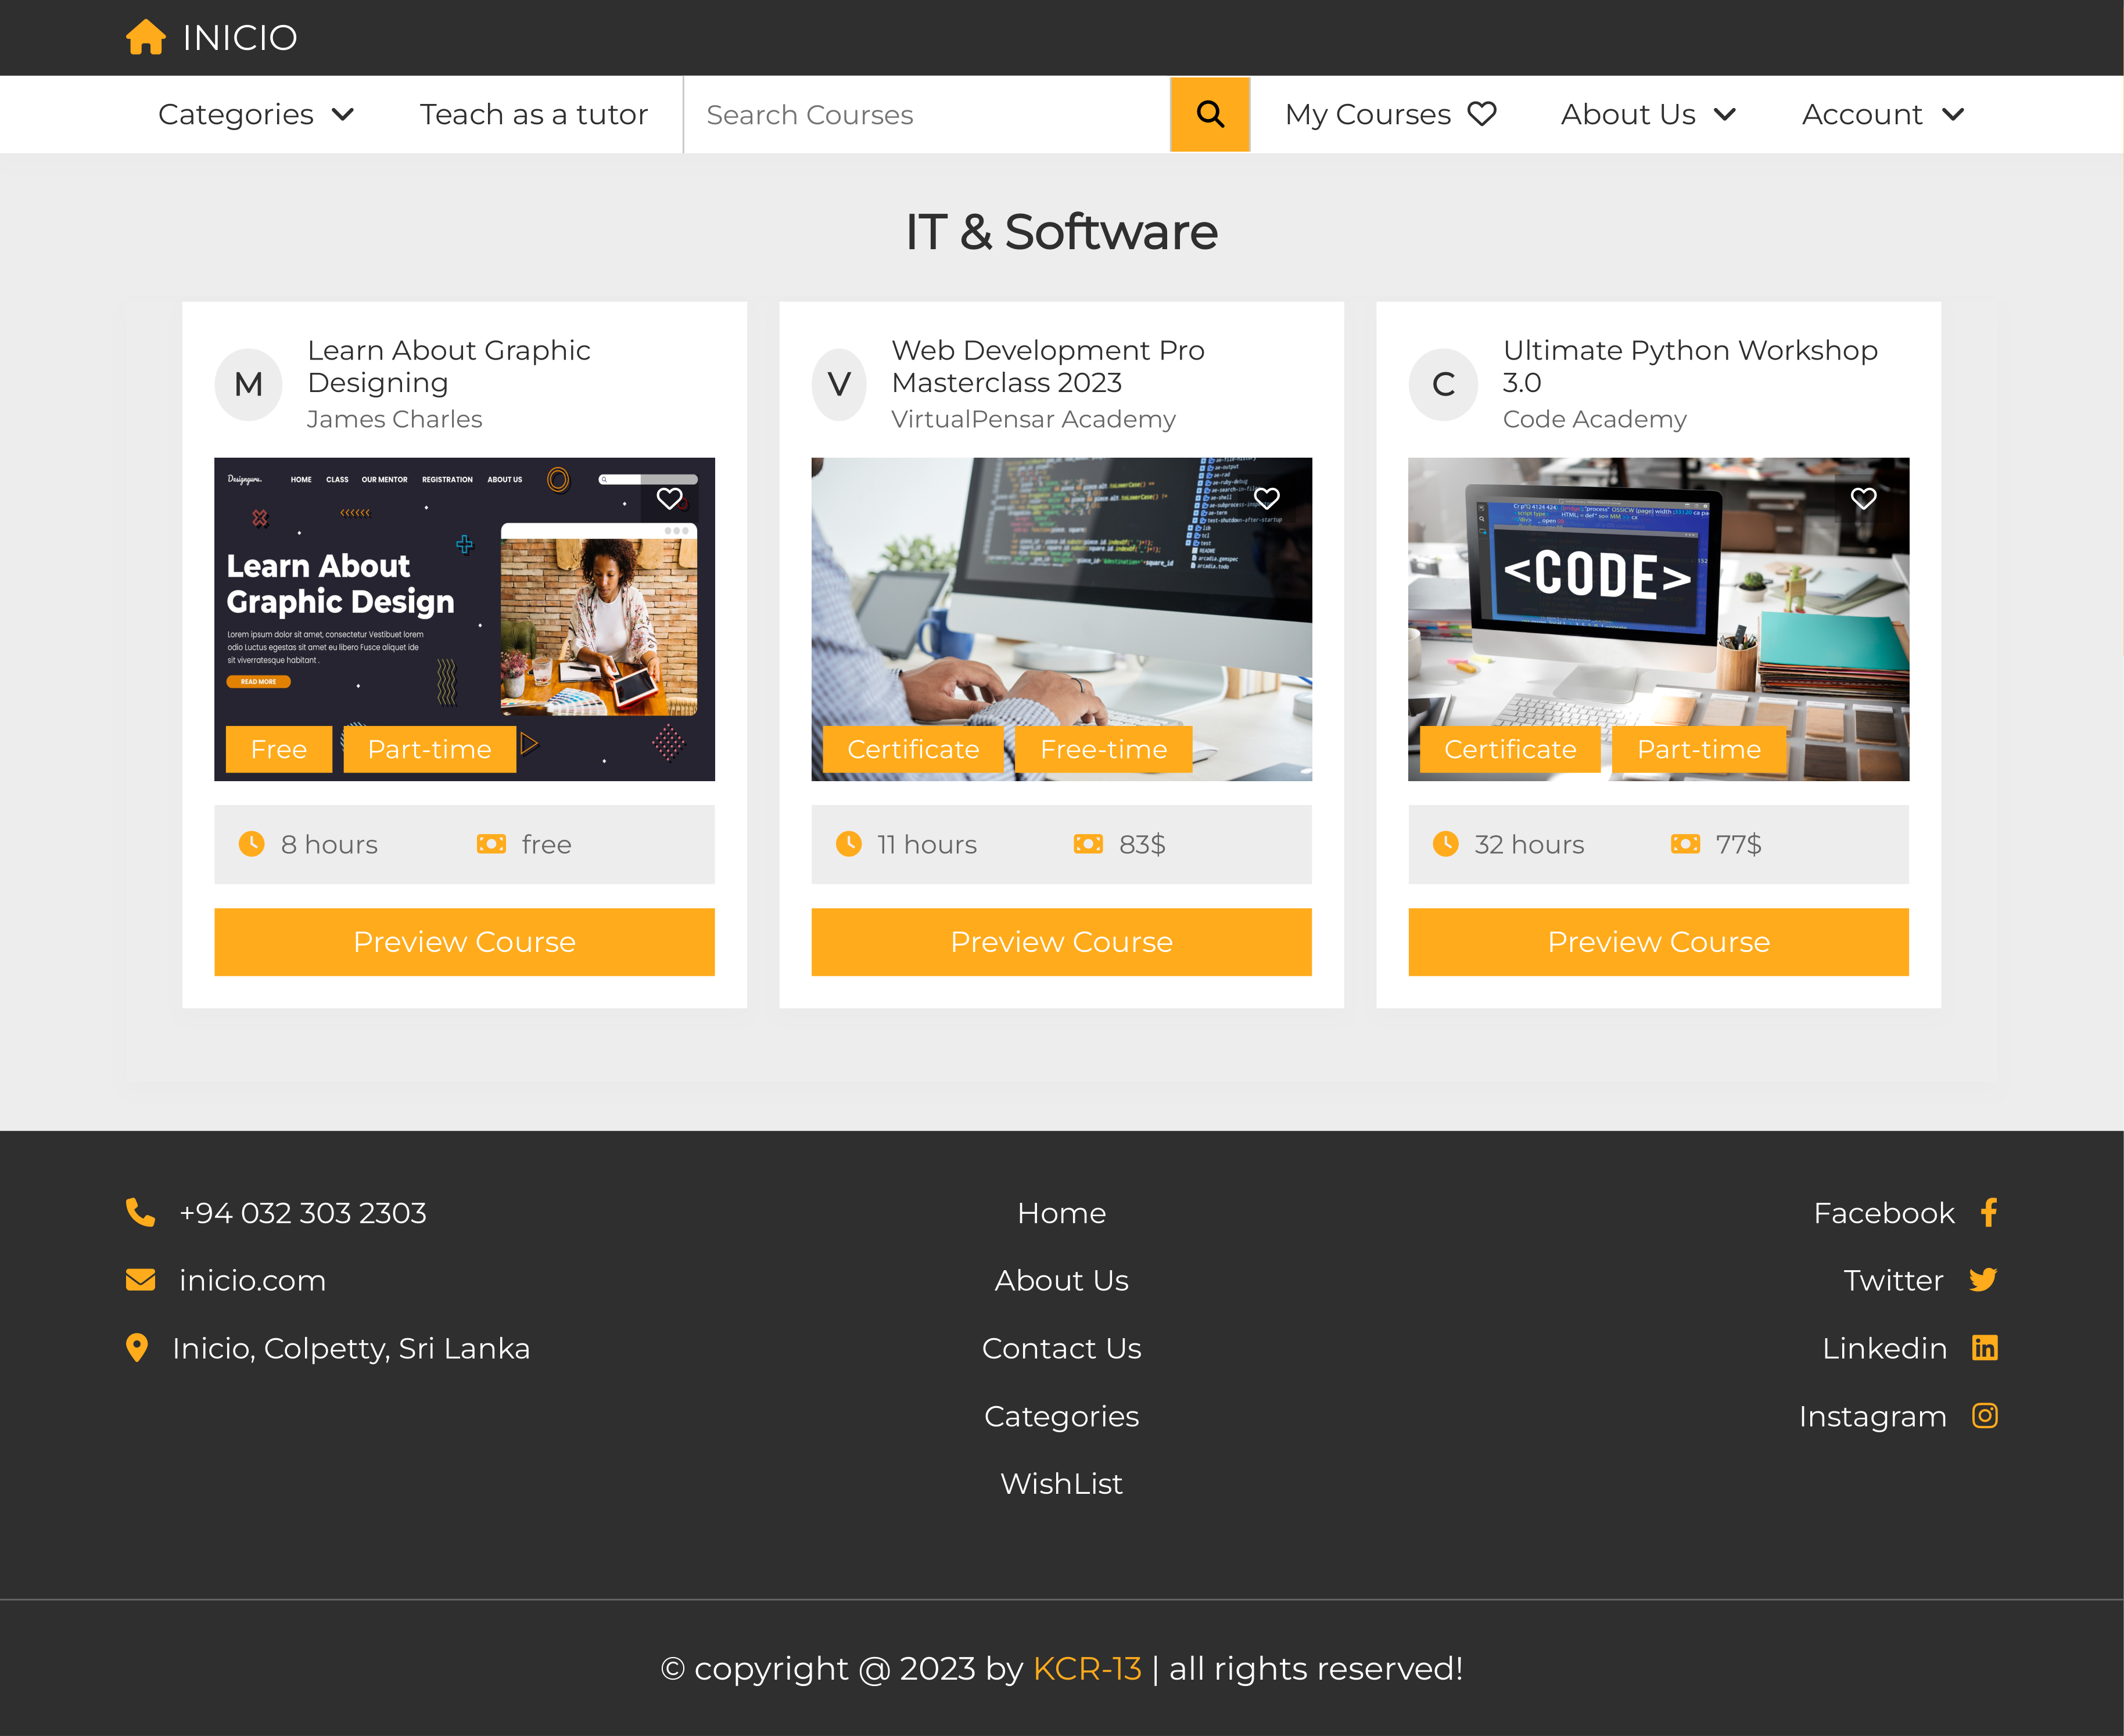 INICIO
Categories
Teach as a tutor
Search Courses
My Courses
About Us
Account
IT & Software
M
Learn About Graphic
Designing
James Charles
HOME CLASS OUR MENTOR REGISTRATION ABOUT US
Learn About
Graphic Design
Lorem ipsum dolor sit amet, consectetur Vestibuet lorem
odio Luctus egestas sit amet eu libero Fusce aliquet ide
sit viverratesque habitant .
READ MORE
Free
Part-time
8 hours
free
Preview Course
V
Web Development Pro
Masterclass 2023
VirtualPensar Academy
Certificate
Free-time
11 hours
83$
Preview Course
C
Ultimate Python Workshop
3.0
Code Academy
<CODE>
Certificate
Part-time
32 hours
77$
Preview Course
+94 032 303 2303
inicio.com
Inicio, Colpetty, Sri Lanka
Home
About Us
Contact Us
Categories
WishList
Facebook
Twitter
Linkedin
Instagram
© copyright @ 2023 by KCR-13 | all rights reserved!